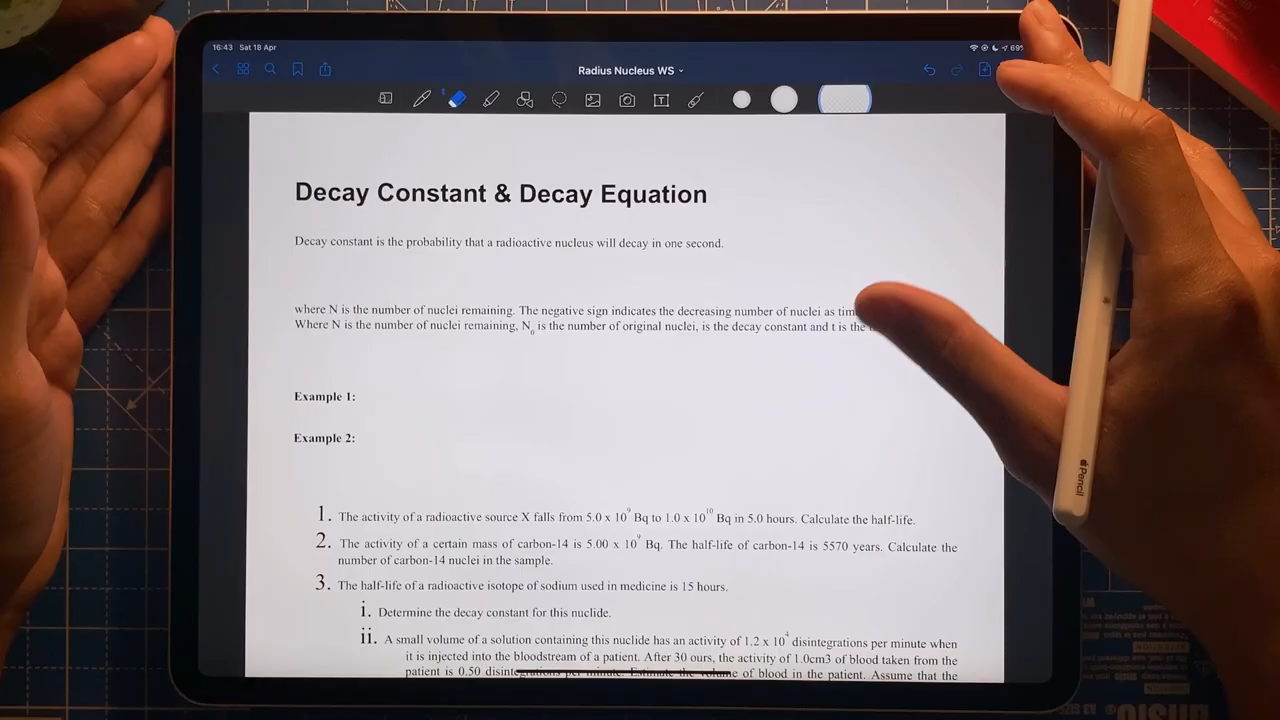 16:43 Sat 18 Apr
69%
Radius Nucleus WS
Decay Constant & Decay Equation
Decay constant is the probability that a radioactive nucleus will decay in one second.
where N is the number of nuclei remaining. The negative sign indicates the decreasing number of nuclei as
Where N is the number of nuclei remaining, N₀ is the number of original nuclei, is the decay constant and t is the
Example 1:
Example 2:
1. The activity of a radioactive source X falls from 5.0 x 10⁹ Bq to 1.0 x 10¹⁰ Bq in 5.0 hours. Calculate the half-life.
2. The activity of a certain mass of carbon-14 is 5.00 x 10⁹ Bq. The half-life of carbon-14 is 5570 years. Calculate the
number of carbon-14 nuclei in the sample.
3. The half-life of a radioactive isotope of sodium used in medicine is 15 hours.
i. Determine the decay constant for this nuclide.
ii. A small volume of a solution containing this nuclide has an activity of 1.2 x 10⁴ disintegrations per minute when
it is injected into the bloodstream of a patient. After 30 ours, the activity of 1.0cm3 of blood taken from the
patient is 0.50 disintegrations per minute. Estimate the volume of blood in the patient. Assume that the
Pencil